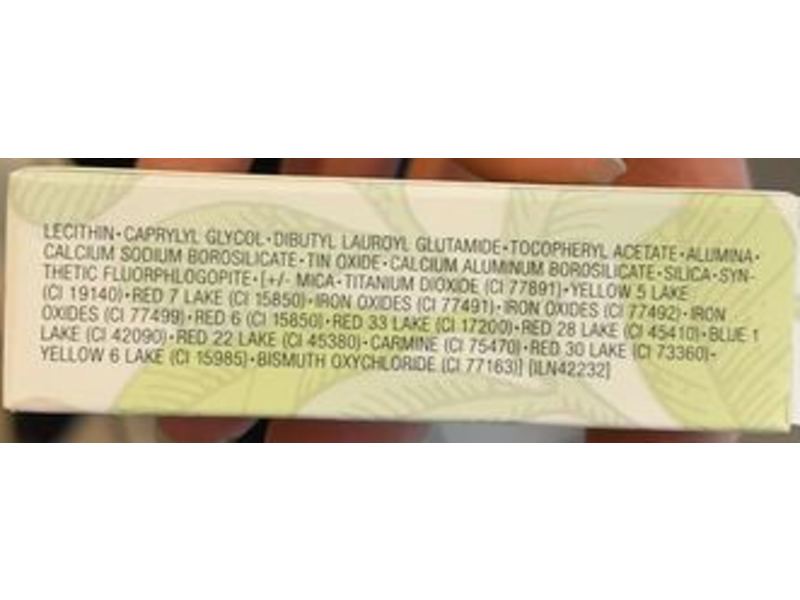 LECITHIN•CAPRYLYL GLYCOL•DIBUTYL LAUROYL GLUTAMIDE•TOCOPHERYL ACETATE•ALUMINA•
CALCIUM SODIUM BOROSILICATE•TIN OXIDE•CALCIUM ALUMINUM BOROSILICATE•SILICA•SYN-
THETIC FLUORPHLOGOPITE•[+/- MICA•TITANIUM DIOXIDE (CI 77891)•YELLOW 5 LAKE
(CI 19140)•RED 7 LAKE (CI 15850)•IRON OXIDES (CI 77491)•IRON OXIDES (CI 77492)•IRON
OXIDES (CI 77499)•RED 6 (CI 15850)•RED 33 LAKE (CI 17200)•RED 28 LAKE (CI 45410)•BLUE 1
LAKE (CI 42090)•RED 22 LAKE (CI 45380)•CARMINE (CI 75470)•RED 30 LAKE (CI 73360)•
YELLOW 6 LAKE (CI 15985)•BISMUTH OXYCHLORIDE (CI 77163)] [ILN42232]